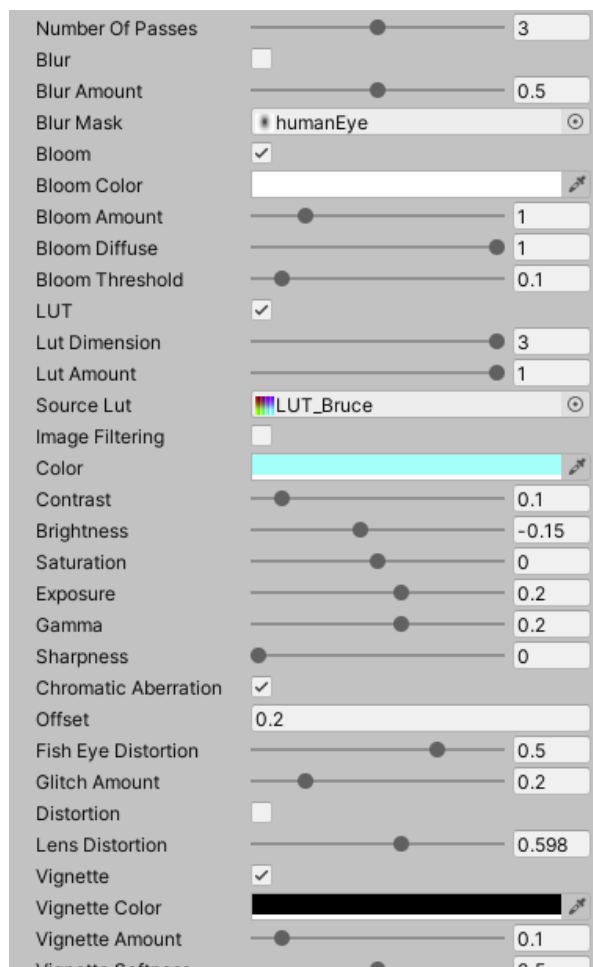 Number Of Passes 3
Blur
Blur Amount 0.5
Blur Mask humanEye
Bloom
Bloom Color
Bloom Amount 1
Bloom Diffuse 1
Bloom Threshold 0.1
LUT
Lut Dimension 3
Lut Amount 1
Source Lut LUT_Bruce
Image Filtering
Color
Contrast 0.1
Brightness -0.15
Saturation 0
Exposure 0.2
Gamma 0.2
Sharpness 0
Chromatic Aberration
Offset 0.2
Fish Eye Distortion 0.5
Glitch Amount 0.2
Distortion
Lens Distortion 0.598
Vignette
Vignette Color
Vignette Amount 0.1
Vignette Softness 0.5